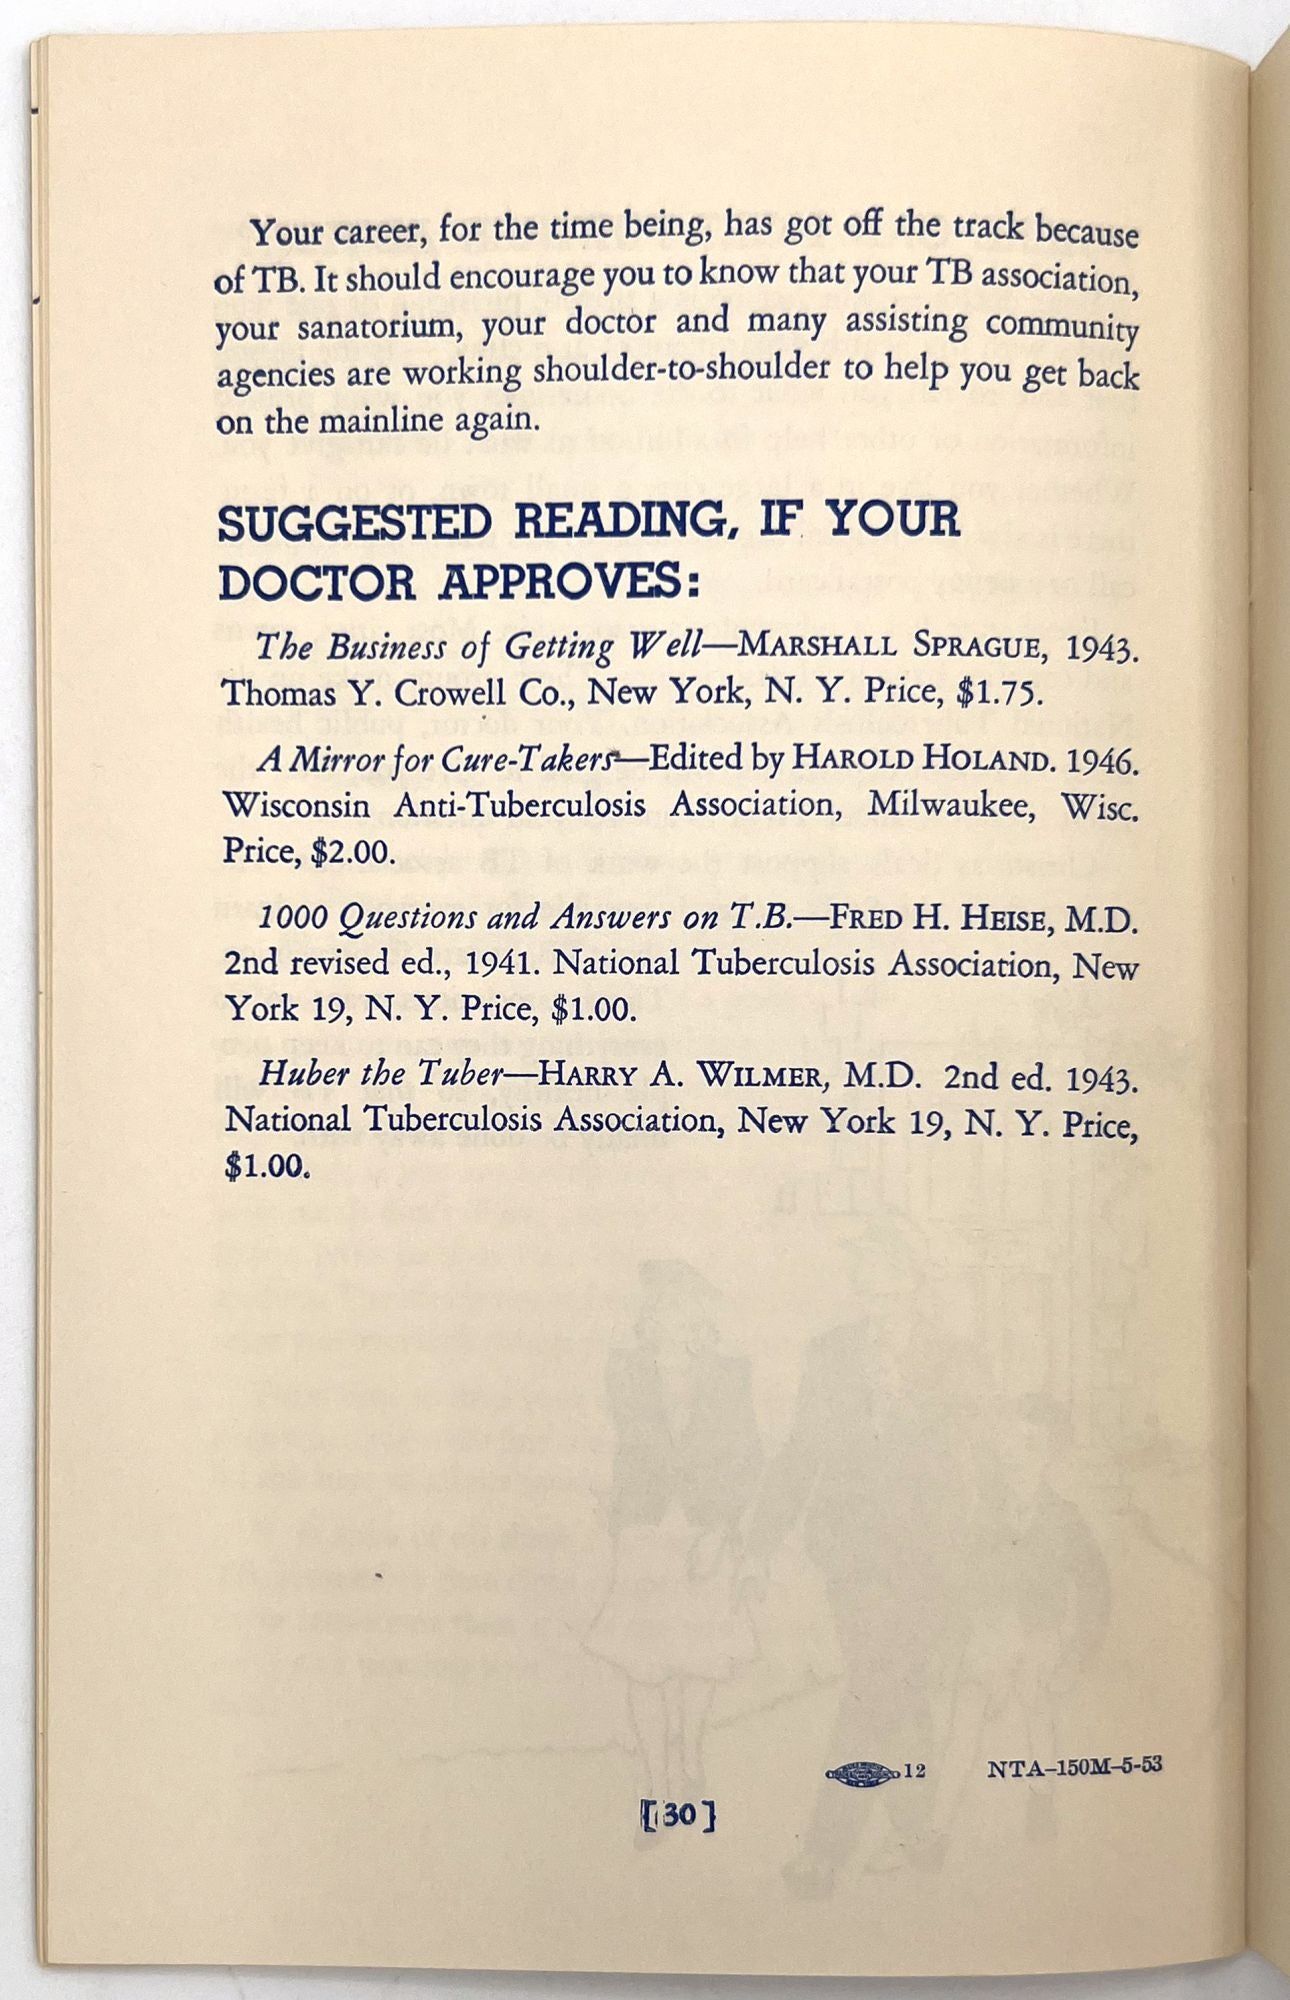 Your career, for the time being, has got off the track because
of TB. It should encourage you to know that your TB association,
your sanatorium, your doctor and many assisting community
agencies are working shoulder-to-shoulder to help you get back
on the mainline again.
SUGGESTED READING, IF YOUR
DOCTOR APPROVES:
The Business of Getting Well—MARSHALL SPRAGUE, 1943.
Thomas Y. Crowell Co., New York, N. Y. Price, $1.75.
A Mirror for Cure-Takers—Edited by HAROLD HOLAND. 1946.
Wisconsin Anti-Tuberculosis Association, Milwaukee, Wisc.
Price, $2.00.
1000 Questions and Answers on T.B.—FRED H. HEISE, M.D.
2nd revised ed., 1941. National Tuberculosis Association, New
York 19, N. Y. Price, $1.00.
Huber the Tuber—HARRY A. WILMER, M.D. 2nd ed. 1943.
National Tuberculosis Association, New York 19, N. Y. Price,
$1.00.
12 NTA–150M–5-53
[30]